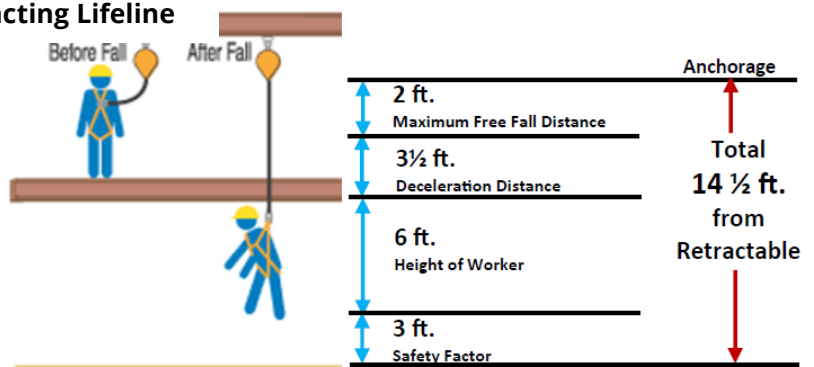 acting Lifeline
Before Fall
After Fall
Anchorage
2 ft.
Maximum Free Fall Distance
3½ ft.
Deceleration Distance
6 ft.
Height of Worker
3 ft.
Safety Factor
Total
14 ½ ft.
from
Retractable